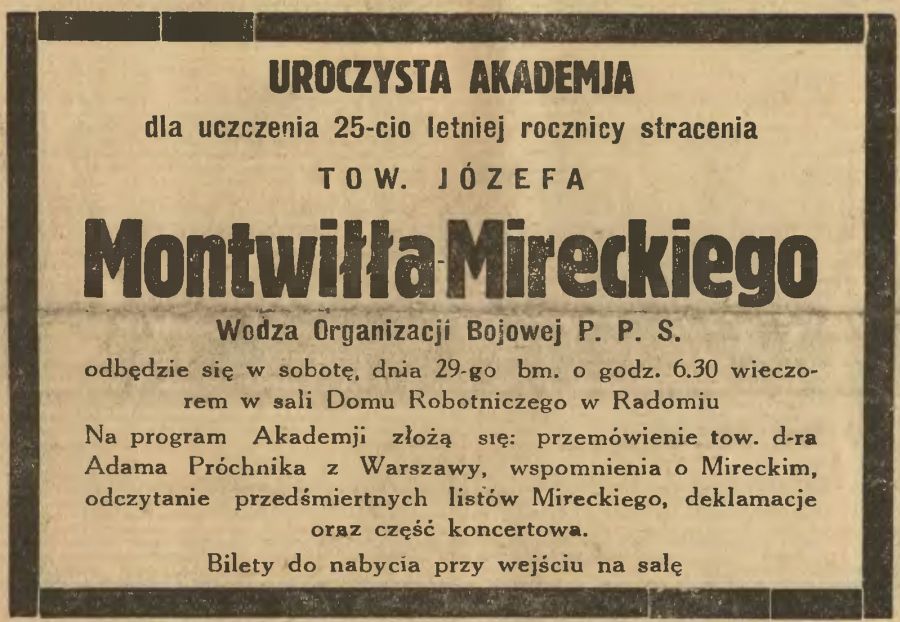 UROCZYSTA AKADEMJA
dla uczczenia 25-cio letniej rocznicy stracenia
TOW. JÓZEFA
Montwiłła-Mireckiego
Wodza Organizacji Bojowej P. P. S.
odbędzie się w sobotę, dnia 29-go bm. o godz. 6.30 wieczo-
rem w sali Domu Robotniczego w Radomiu
Na program Akademji złożą się: przemówienie tow. d-ra
Adama Próchnika z Warszawy, wspomnienia o Mireckim,
odczytanie przedśmiertnych listów Mireckiego, deklamacje
oraz część koncertowa.
Bilety do nabycia przy wejściu na salę